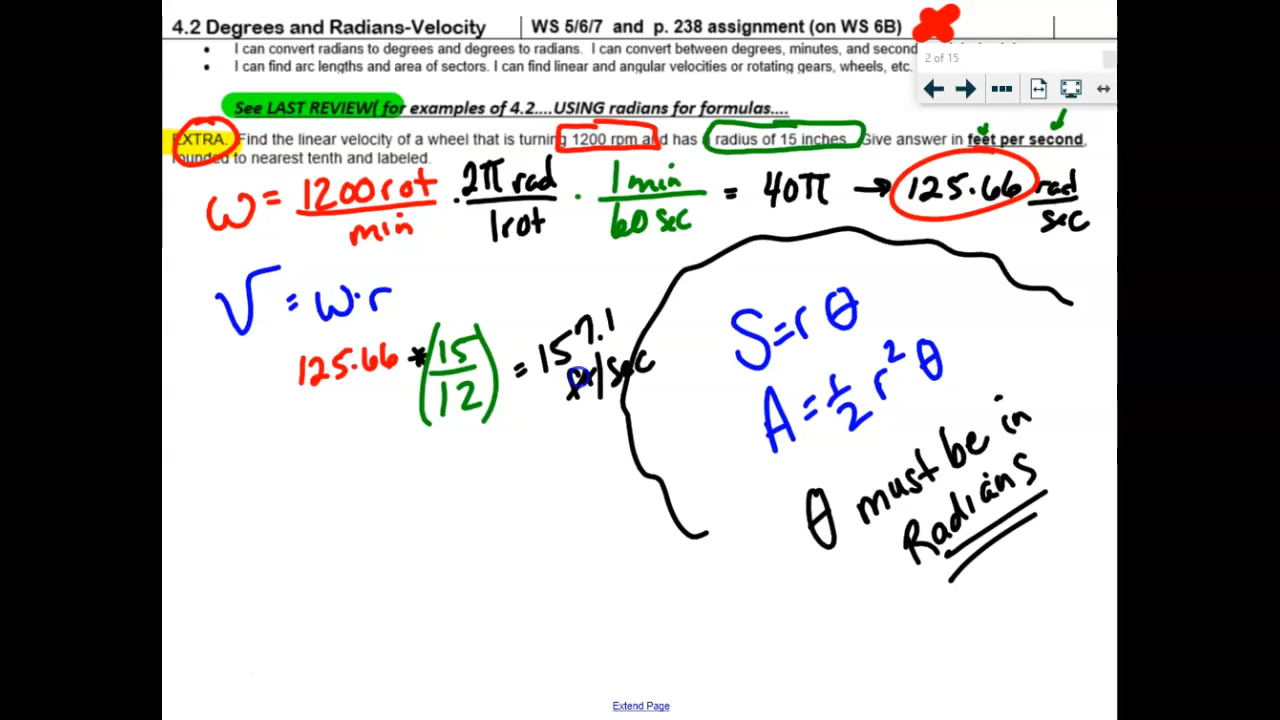 4.2 Degrees and Radians-Velocity WS 5/6/7 and p. 238 assignment (on WS 6B)
• I can convert radians to degrees and degrees to radians. I can convert between degrees, minutes, and second
• I can find arc lengths and area of sectors. I can find linear and angular velocities or rotating gears, wheels, etc.
2 of 15
See LAST REVIEW( for examples of 4.2....USING radians for formulas....
EXTRA. Find the linear velocity of a wheel that is turning 1200 rpm and has radius of 15 inches. Give answer in feet per second,
rounded to nearest tenth and labeled.
ω = 1200 rot / min · 2π rad / 1 rot · 1 min / 60 sec = 40π → 125.66 rad / sec
V = ω · r
125.66 * (15 / 12) = 157.1
/sec
S = r θ
A = 1/2 r² θ
θ must be in
Radians
Extend Page